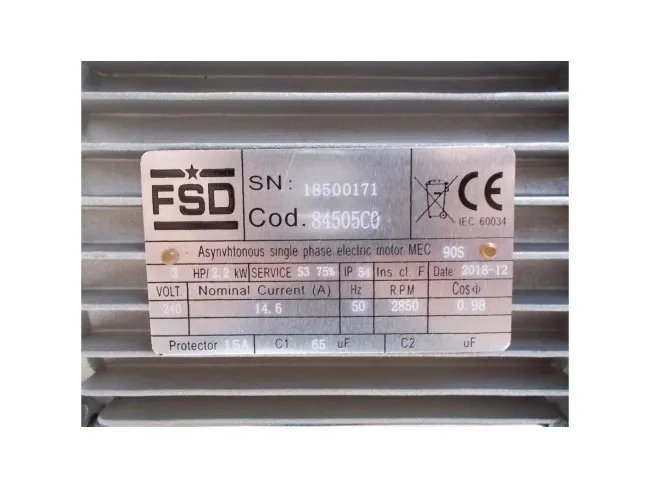 FSD
SN: 18500171
Cod. 84505C0
CE
IEC 60034
Asynvhtonous single phase electric motor MEC 90S
3 HP/2.2 kW SERVICE S3 75% IP 54 Ins. cl. F Date 2018-12
VOLT Nominal Current (A) Hz R.P.M CosΦ
240 14.6 50 2850 0.98
Protector 15A C1 65 uF C2 uF